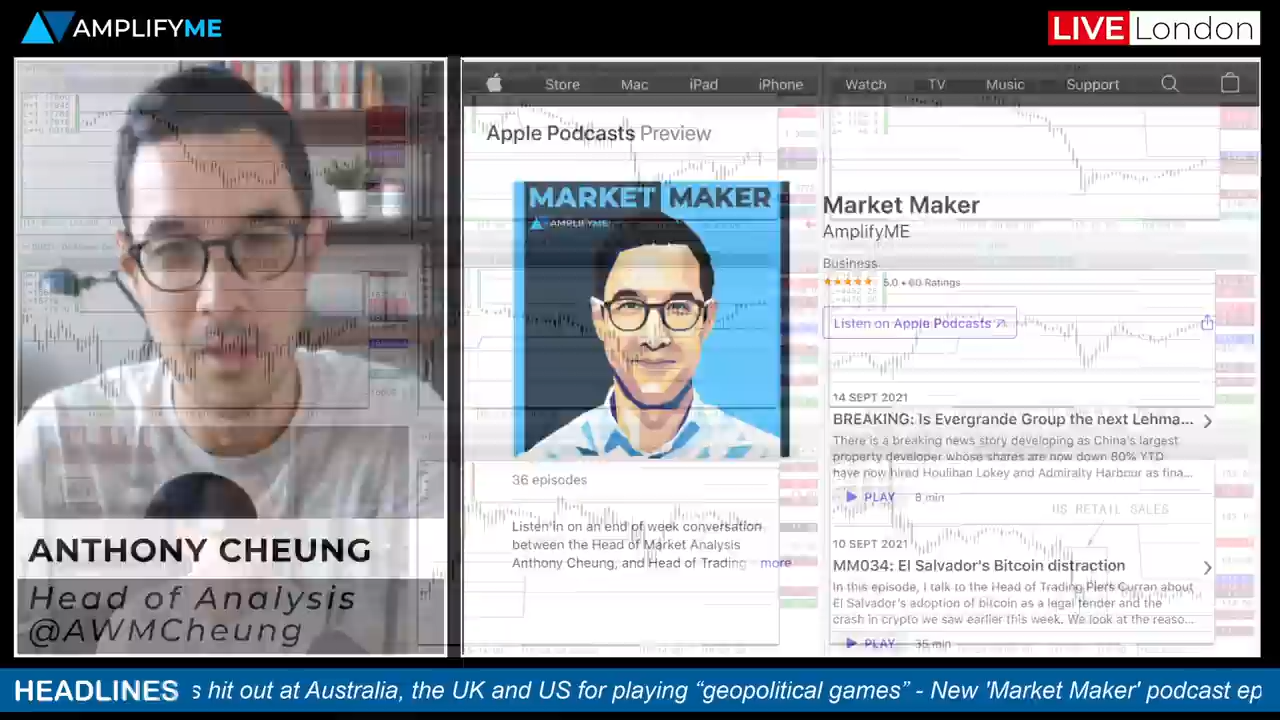 AMPLIFYME
LIVE London
Store Mac iPad iPhone Watch TV Music Support
Apple Podcasts Preview
MARKET MAKER
AMPLIFYME
Market Maker
AmplifyME
Business
5.0 • 60 Ratings
Listen on Apple Podcasts
14 SEPT 2021
BREAKING: Is Evergrande Group the next Lehma...
There is a breaking news story developing as China's largest
property developer whose shares are now down 80% YTD
have now hired Houlihan Lokey and Admiralty Harbour as fina...
PLAY 8 min
US RETAIL SALES
36 episodes
Listen in on an end of week conversation
between the Head of Market Analysis
Anthony Cheung, and Head of Trading more
10 SEPT 2021
MM034: El Salvador's Bitcoin distraction
In this episode, I talk to the Head of Trading Piers Curran about
El Salvador's adoption of bitcoin as a legal tender and the
crash in crypto we saw earlier this week. We look at the reaso...
PLAY 35 min
ANTHONY CHEUNG
Head of Analysis
@AWMCheung
HEADLINES s hit out at Australia, the UK and US for playing “geopolitical games” - New 'Market Maker' podcast ep